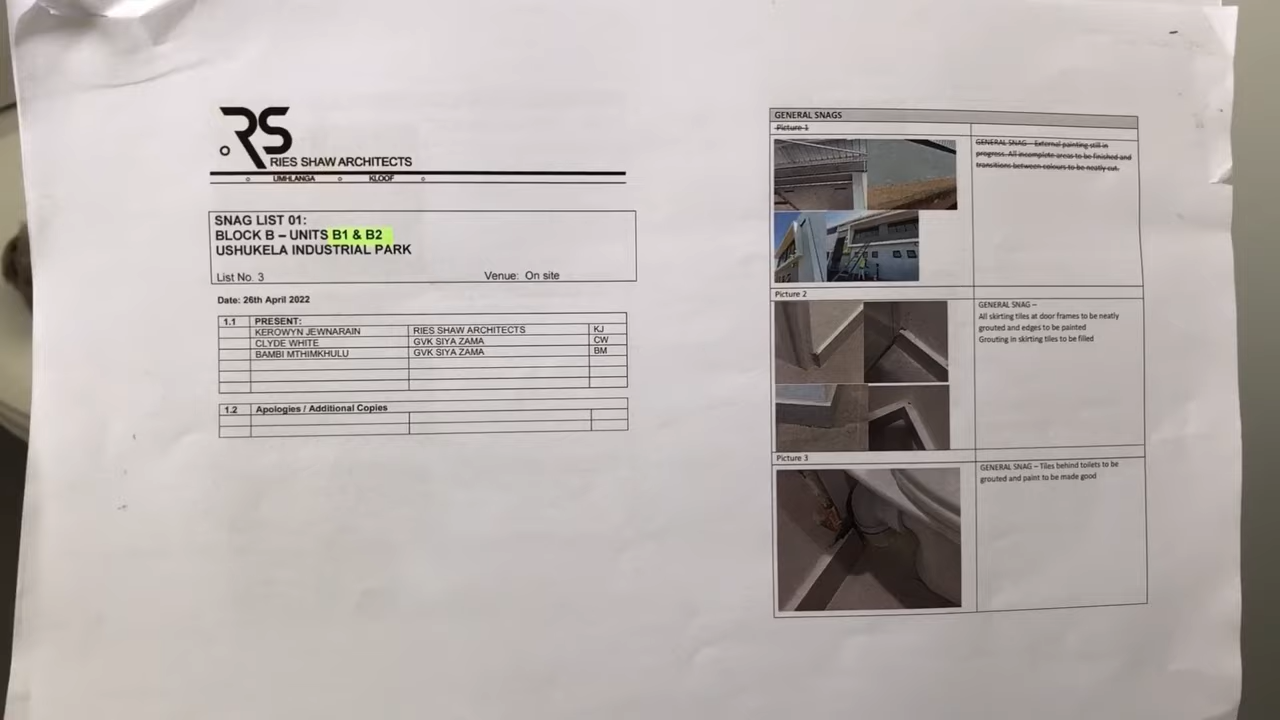 RS
RIES SHAW ARCHITECTS
UMHLANGA KLOOF
SNAG LIST 01:
BLOCK B – UNITS B1 & B2
USHUKELA INDUSTRIAL PARK
List No. 3 Venue: On site
Date: 26th April 2022
1.1 PRESENT:
KEROWYN JEWNARAIN RIES SHAW ARCHITECTS KJ
CLYDE WHITE GVK SIYA ZAMA CW
BAMBI MTHIMKHULU GVK SIYA ZAMA BM
1.2 Apologies / Additional Copies
GENERAL SNAGS
Picture 1
GENERAL SNAG – External painting still in
progress. All incomplete areas to be finished and
transitions between colours to be neatly cut.
Picture 2
GENERAL SNAG –
All skirting tiles at door frames to be neatly
grouted and edges to be painted
Grouting in skirting tiles to be filled
Picture 3
GENERAL SNAG – Tiles behind toilets to be
grouted and paint to be made good